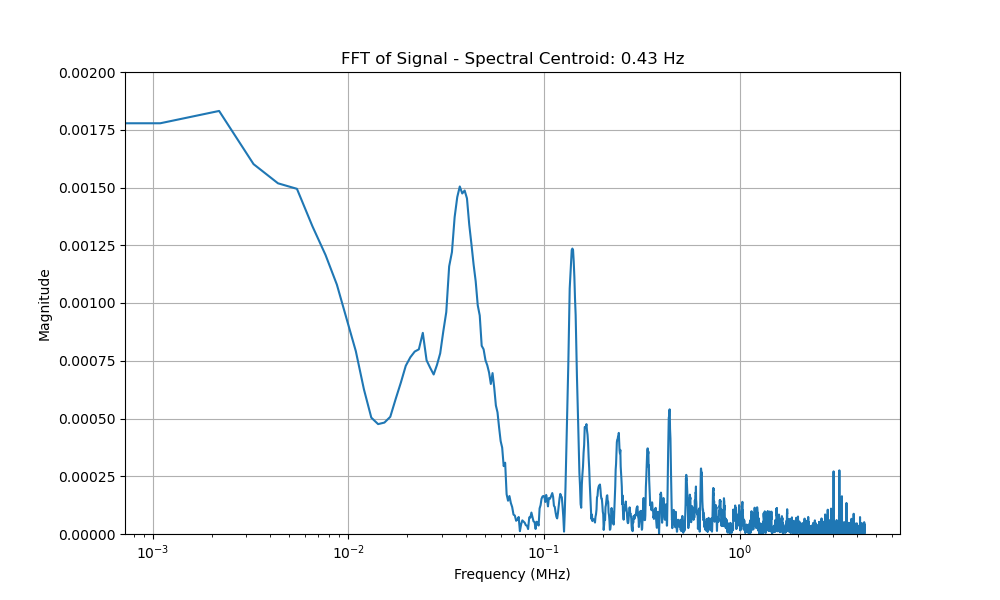 FFT of Signal - Spectral Centroid: 0.43 Hz
0.00200
0.00175
0.00150
0.00125
0.00100
0.00075
0.00050
0.00025
0.00000
Magnitude
10⁻³ 10⁻² 10⁻¹ 10⁰
Frequency (MHz)